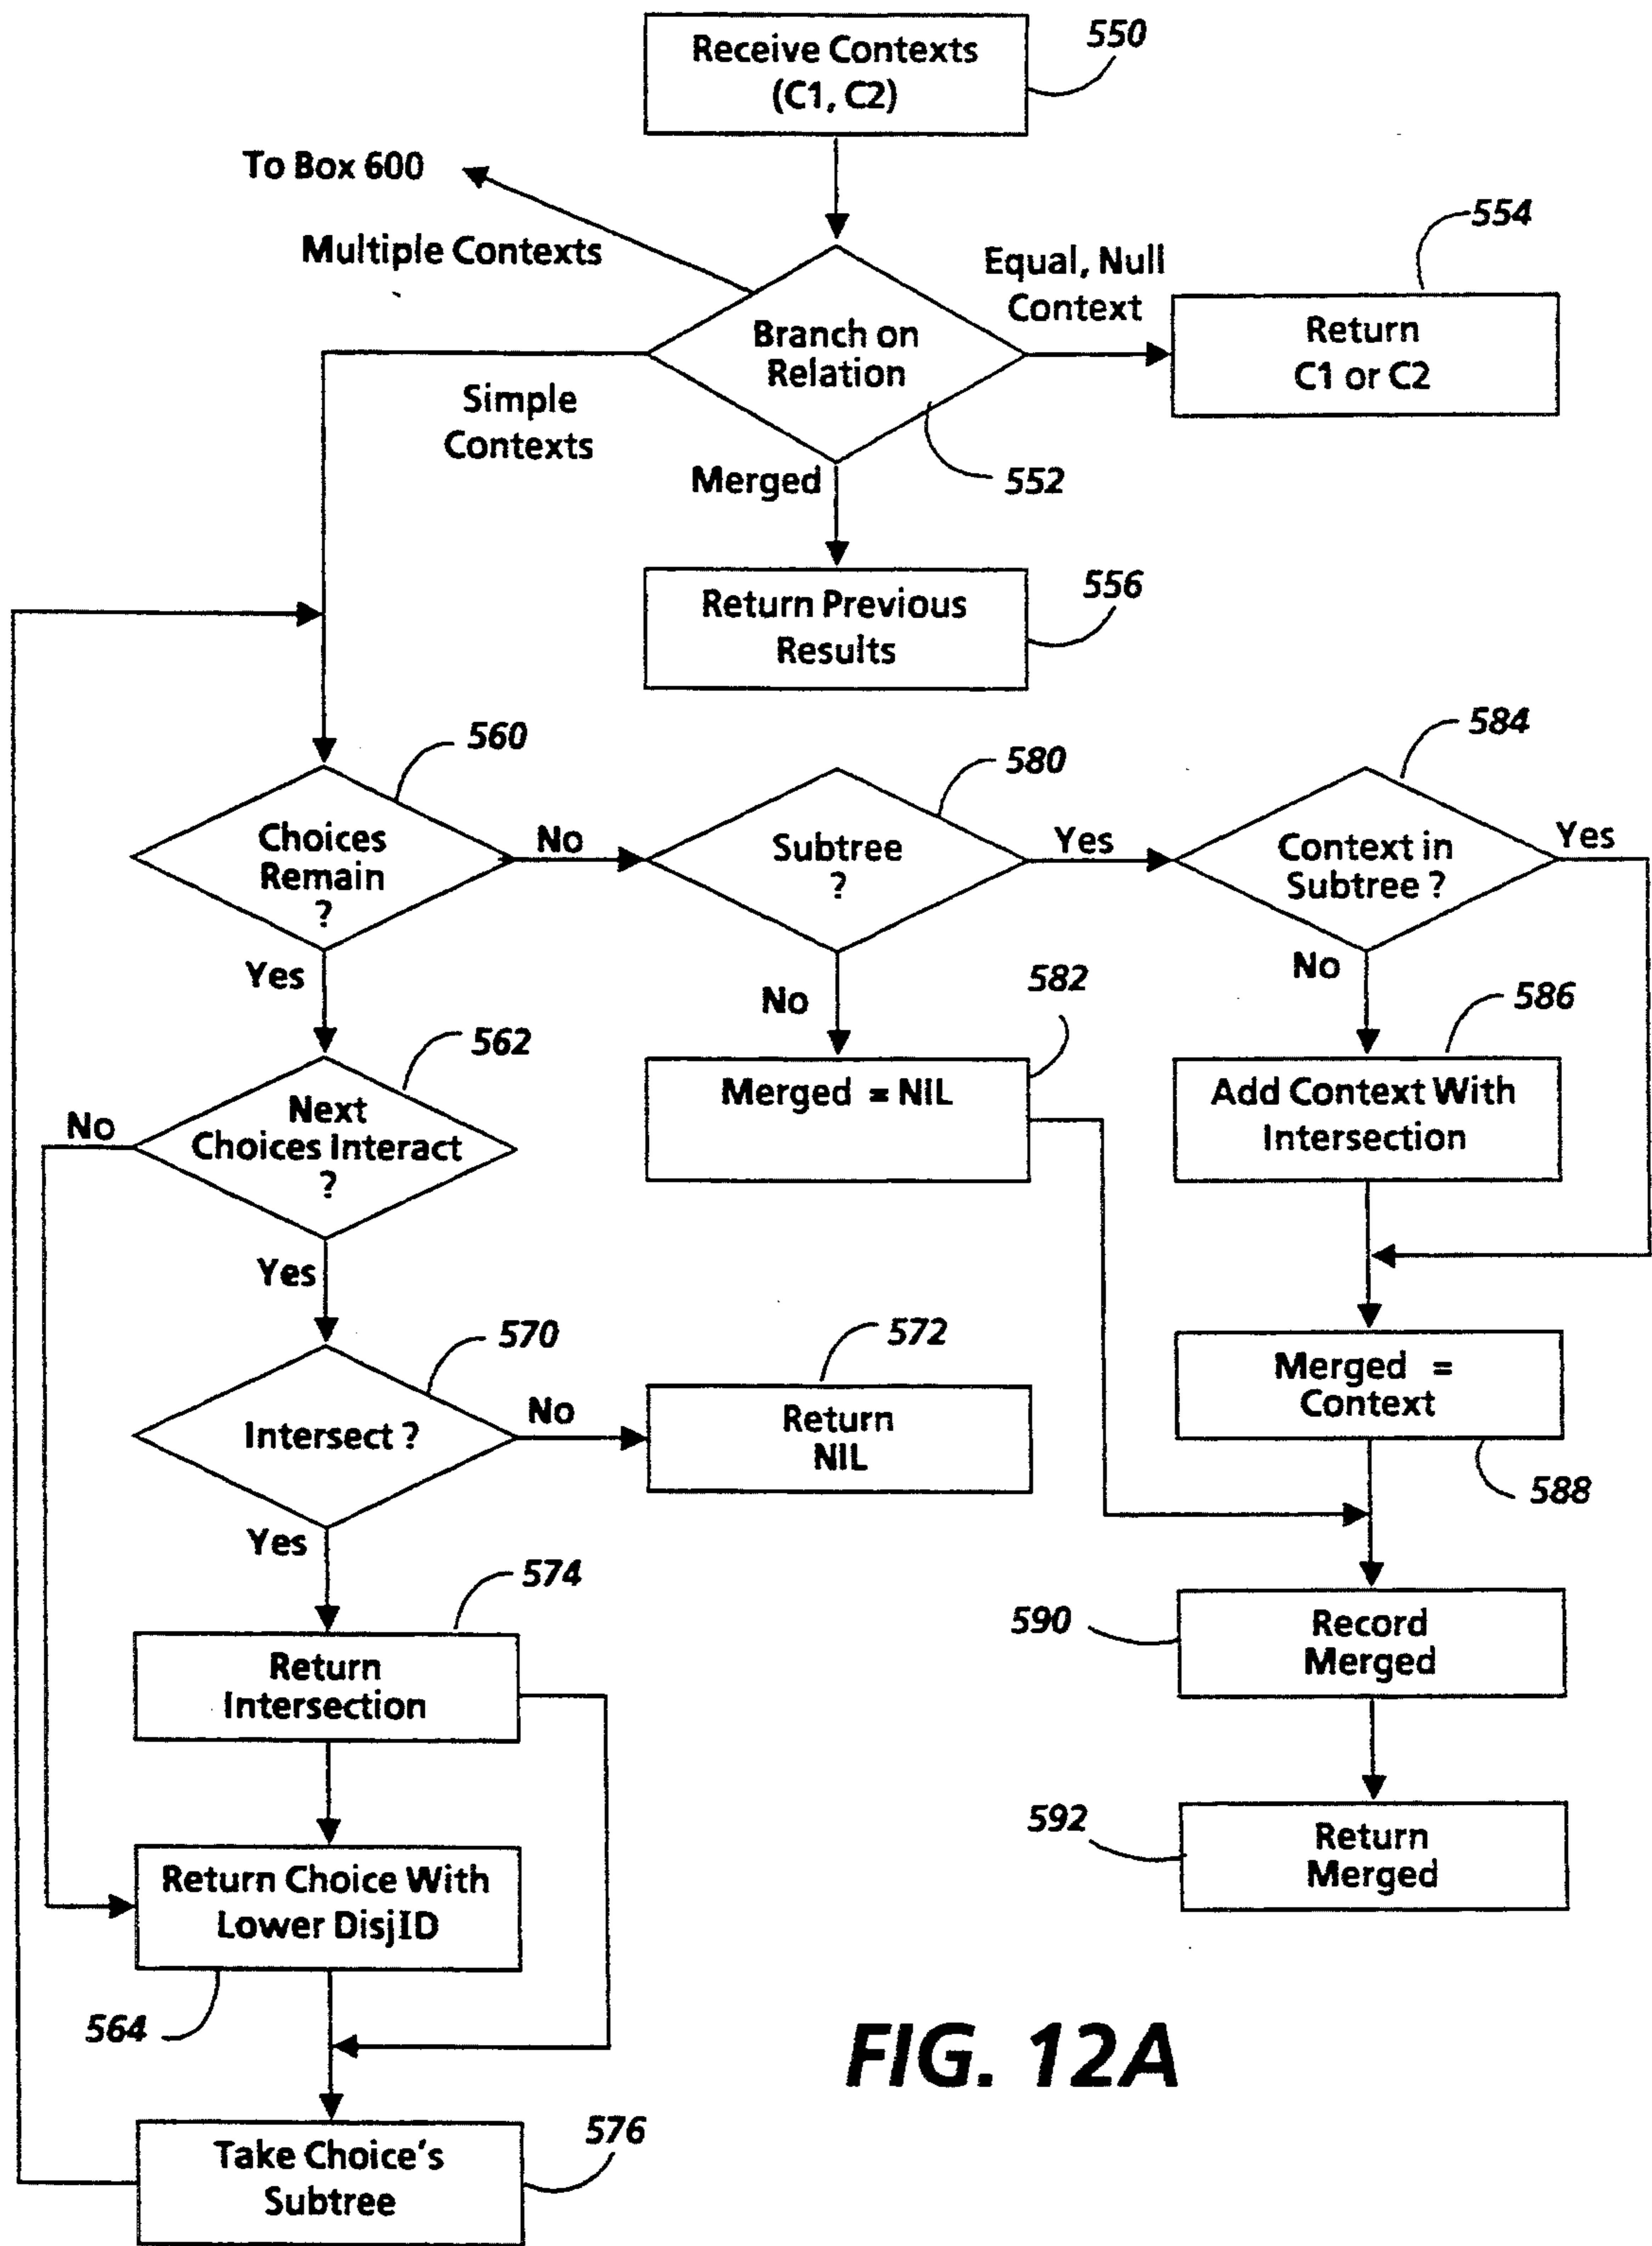 Receive Contexts
(C1, C2)
550
To Box 600
Multiple Contexts
Equal, Null
Context
554
Branch on
Relation
Return
C1 or C2
Simple
Contexts
552
Merged
556
Return Previous
Results
560
580
584
Choices
Remain
?
No
Subtree
?
Yes
Context in
Subtree ?
Yes
Yes
No
582
No
586
562
Merged = NIL
Add Context With
Intersection
No
Next
Choices Interact
?
Yes
570
572
Intersect ?
No
Return
NIL
Merged =
Context
588
Yes
574
Return
Intersection
590
Record
Merged
592
Return
Merged
Return Choice With
Lower DisjID
564
576
Take Choice's
Subtree
FIG. 12A